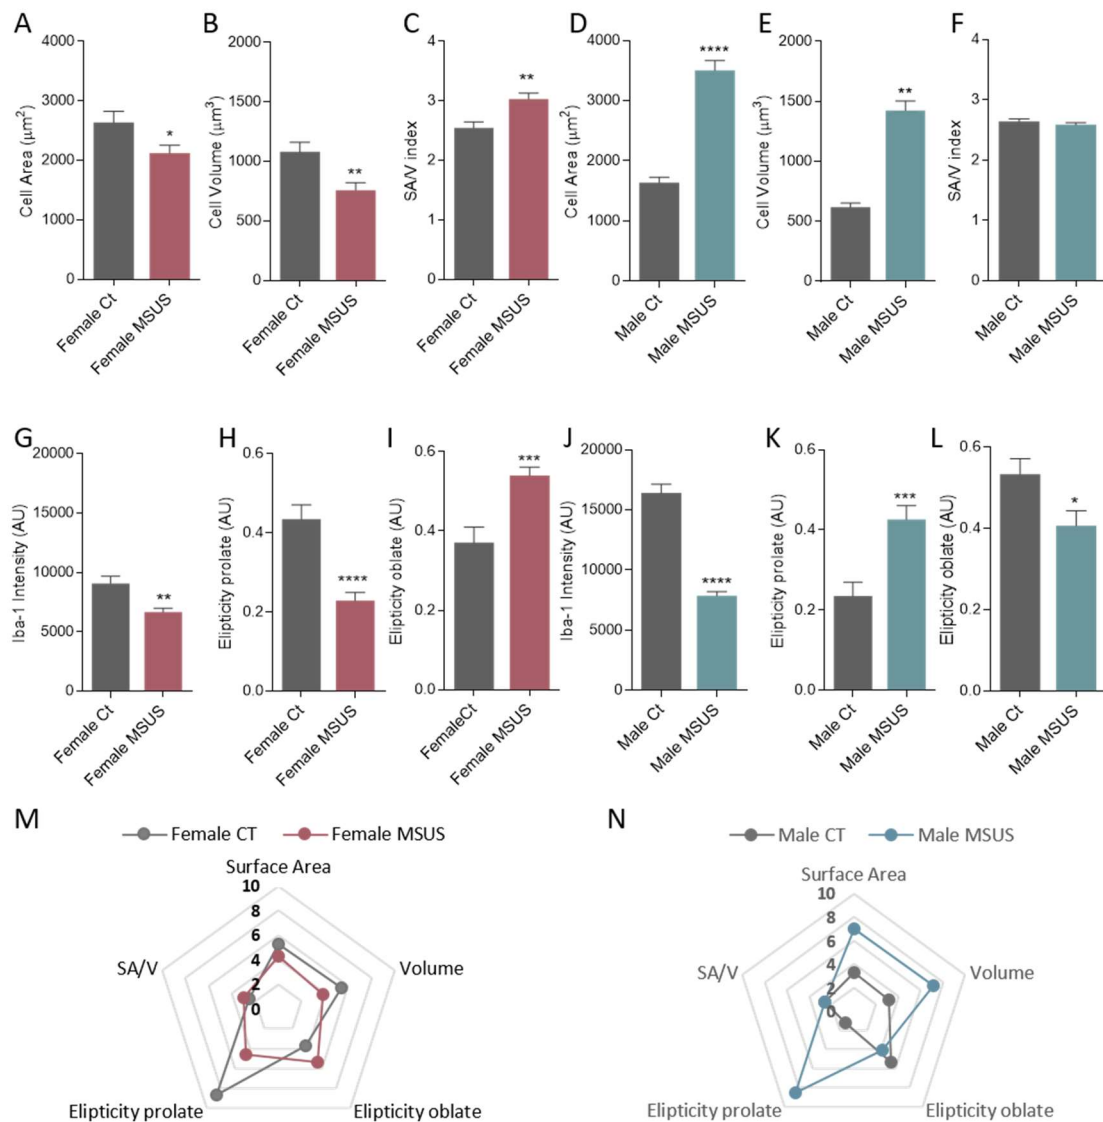 A
B
C
D
E
F
4000
3000
2000
1000
0
Cell Area (µm²)
*
Female Ct
Female MSUS
2000
1500
1000
500
0
Cell Volume (µm³)
**
Female Ct
Female MSUS
4
3
2
1
0
SA/V index
**
Female Ct
Female MSUS
4000
3000
2000
1000
0
Cell Area (µm²)
****
Male Ct
Male MSUS
2000
1500
1000
500
0
Cell Volume (µm³)
**
Male Ct
Male MSUS
4
3
2
1
0
SA/V index
Male Ct
Male MSUS
G
H
I
J
K
L
20000
15000
10000
5000
0
Iba-1 Intensity (AU)
**
Female Ct
Female MSUS
0.6
0.4
0.2
0.0
Elipticity prolate (AU)
****
Female Ct
Female MSUS
0.6
0.4
0.2
0.0
Elipticity oblate (AU)
***
FemaleCt
Female MSUS
20000
15000
10000
5000
0
Iba-1 Intensity (AU)
****
Male Ct
Male MSUS
0.6
0.4
0.2
0.0
Elipticity prolate (AU)
***
Male Ct
Male MSUS
0.6
0.4
0.2
0.0
Elipticity oblate (AU)
*
Male Ct
Male MSUS
M
Female CT
Female MSUS
Surface Area
10
8
6
4
2
0
SA/V
Volume
Elipticity prolate
Elipticity oblate
N
Male CT
Male MSUS
Surface Area
10
8
6
4
2
0
SA/V
Volume
Elipticity prolate
Elipticity oblate